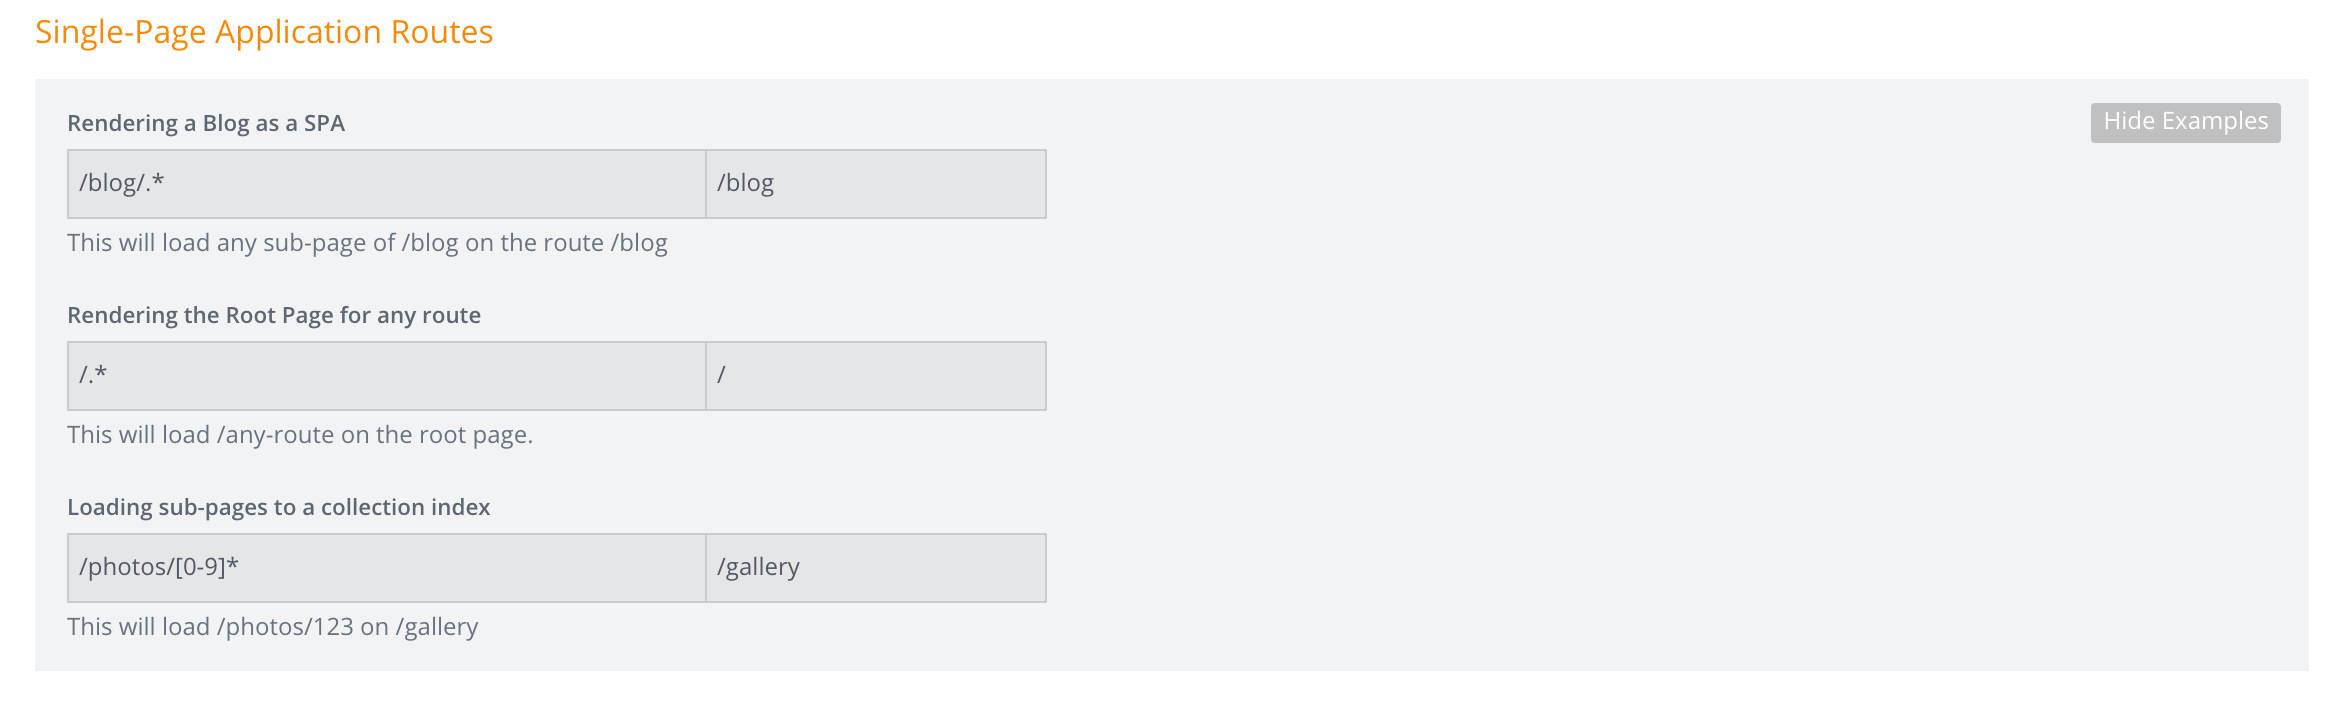 Single-Page Application Routes
Hide Examples
Rendering a Blog as a SPA
/blog/.* /blog
This will load any sub-page of /blog on the route /blog
Rendering the Root Page for any route
/.* /
This will load /any-route on the root page.
Loading sub-pages to a collection index
/photos/[0-9]* /gallery
This will load /photos/123 on /gallery